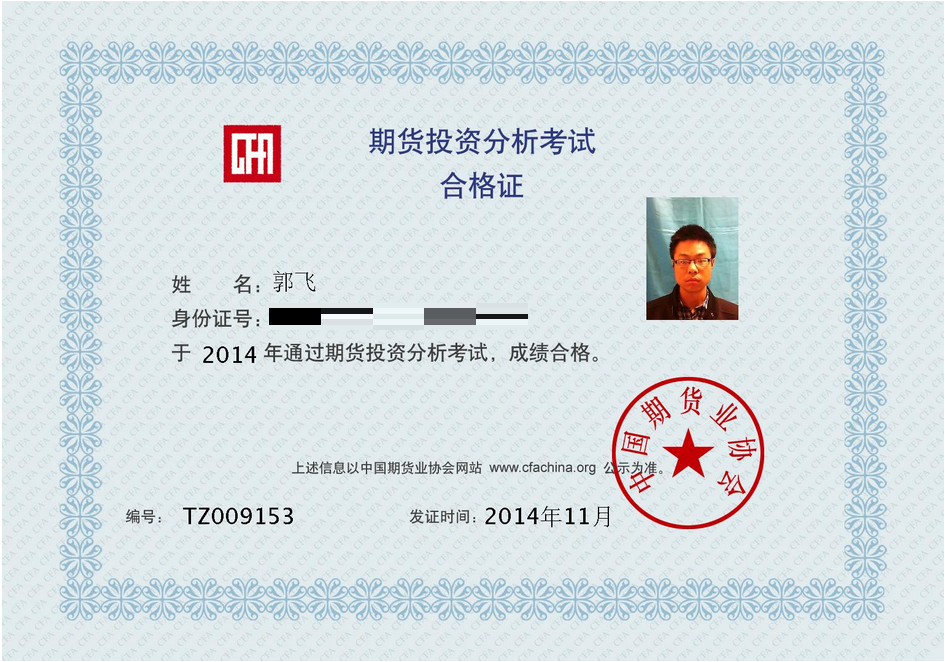 CFA
期货投资分析考试
合格证
姓 名：郭飞
身份证号：
于 2014 年通过期货投资分析考试，成绩合格。
中国期货业协会
上述信息以中国期货业协会网站 www.cfachina.org 公示为准。
编号： TZ009153
发证时间：2014年11月